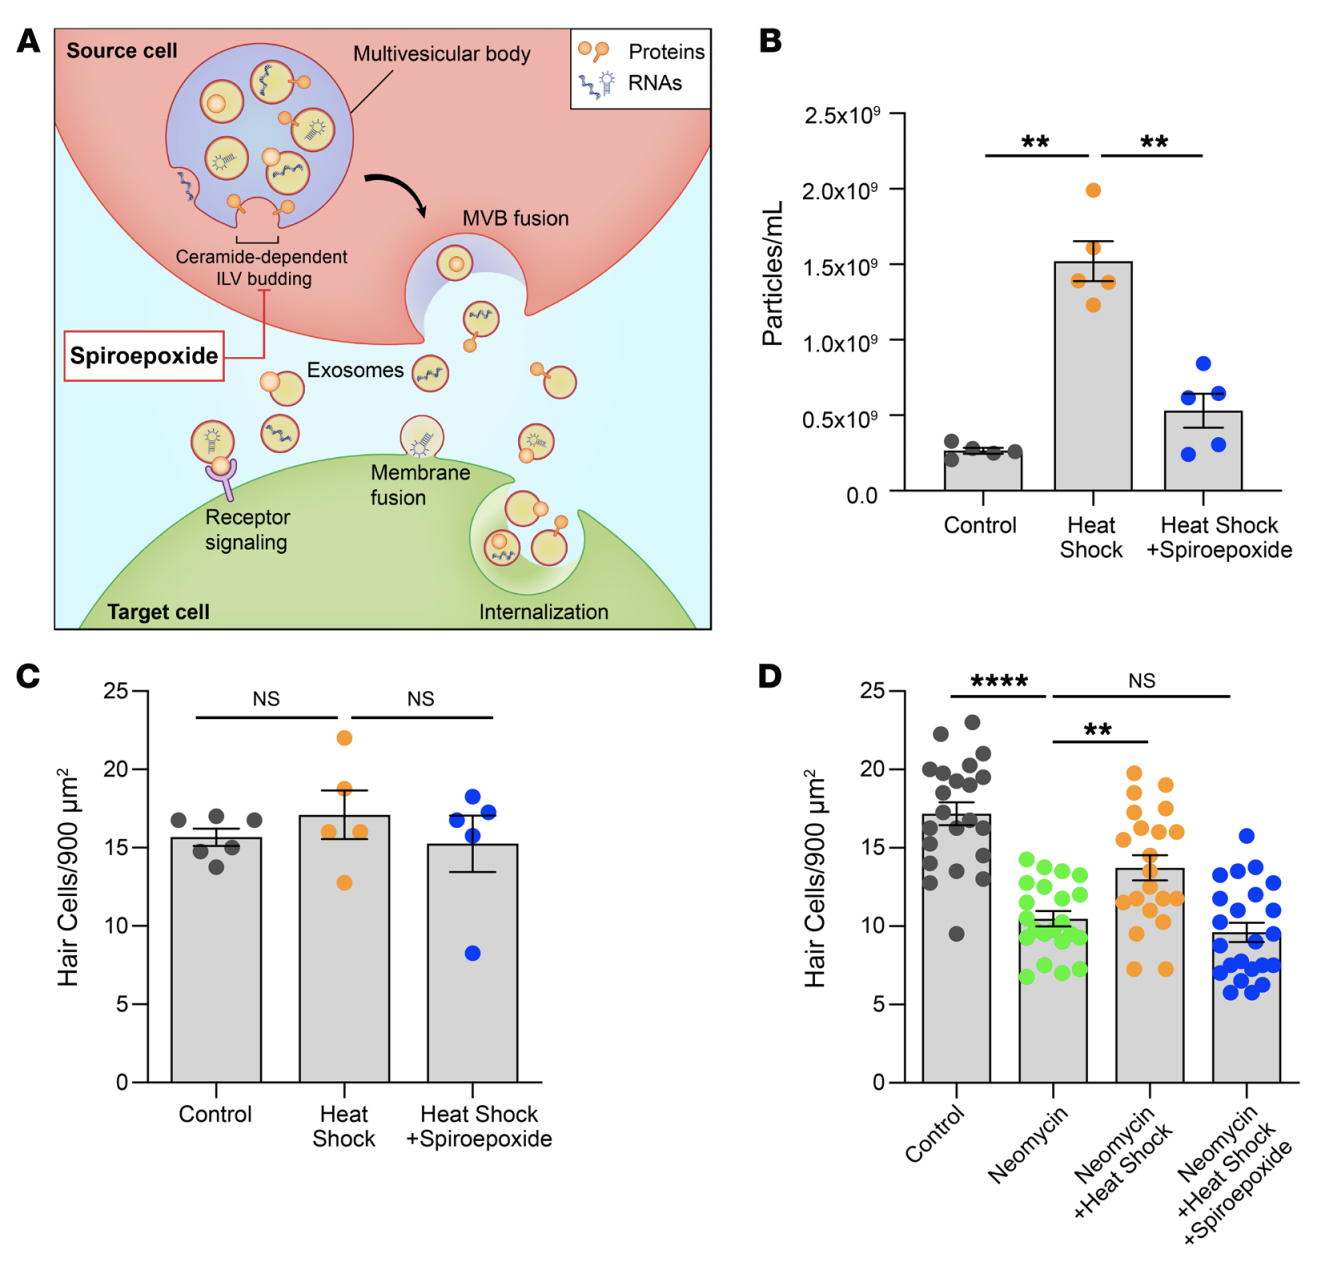 A
Source cell
Multivesicular body
Proteins
RNAs
MVB fusion
Ceramide-dependent
ILV budding
Spiroepoxide
Exosomes
Membrane
fusion
Receptor
signaling
Target cell
Internalization
B
Particles/mL
2.5x10⁹
2.0x10⁹
1.5x10⁹
1.0x10⁹
0.5x10⁹
0.0
**
**
Control
Heat
Shock
Heat Shock
+Spiroepoxide
C
Hair Cells/900 µm²
25
20
15
10
5
0
NS
NS
Control
Heat
Shock
Heat Shock
+Spiroepoxide
D
Hair Cells/900 µm²
25
20
15
10
5
0
****
NS
**
Control
Neomycin
Neomycin
+Heat Shock
Neomycin
+Heat Shock
+Spiroepoxide